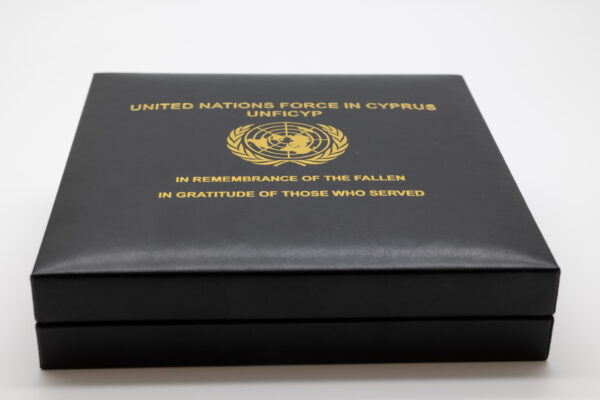 UNITED NATIONS FORCE IN CYPRUS
UNFICYP
IN REMEMBRANCE OF THE FALLEN
IN GRATITUDE OF THOSE WHO SERVED